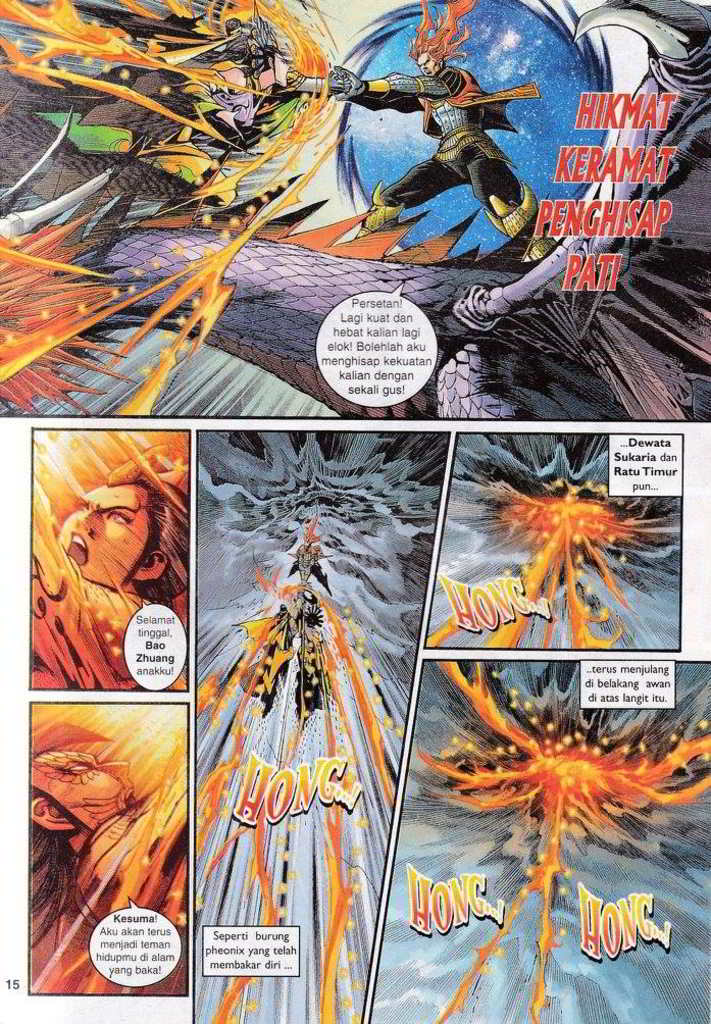 HIKMAT
KERAMAT
PENGHISAP
PATI
Persetan!
Lagi kuat dan
hebat kalian lagi
elok! Bolehlah aku
menghisap kekuatan
kalian dengan
sekali gus!
Selamat
tinggal,
Bao
Zhuang
anakku!
Kesuma!
Aku akan terus
menjadi teman
hidupmu di alam
yang baka!
HONG...!
Seperti burung
pheonix yang telah
membakar diri ...
...Dewata
Sukaria dan
Ratu Timur
pun...
HONG...!
..terus menjulang
di belakang awan
di atas langit itu.
HONG...!
HONG...!
15